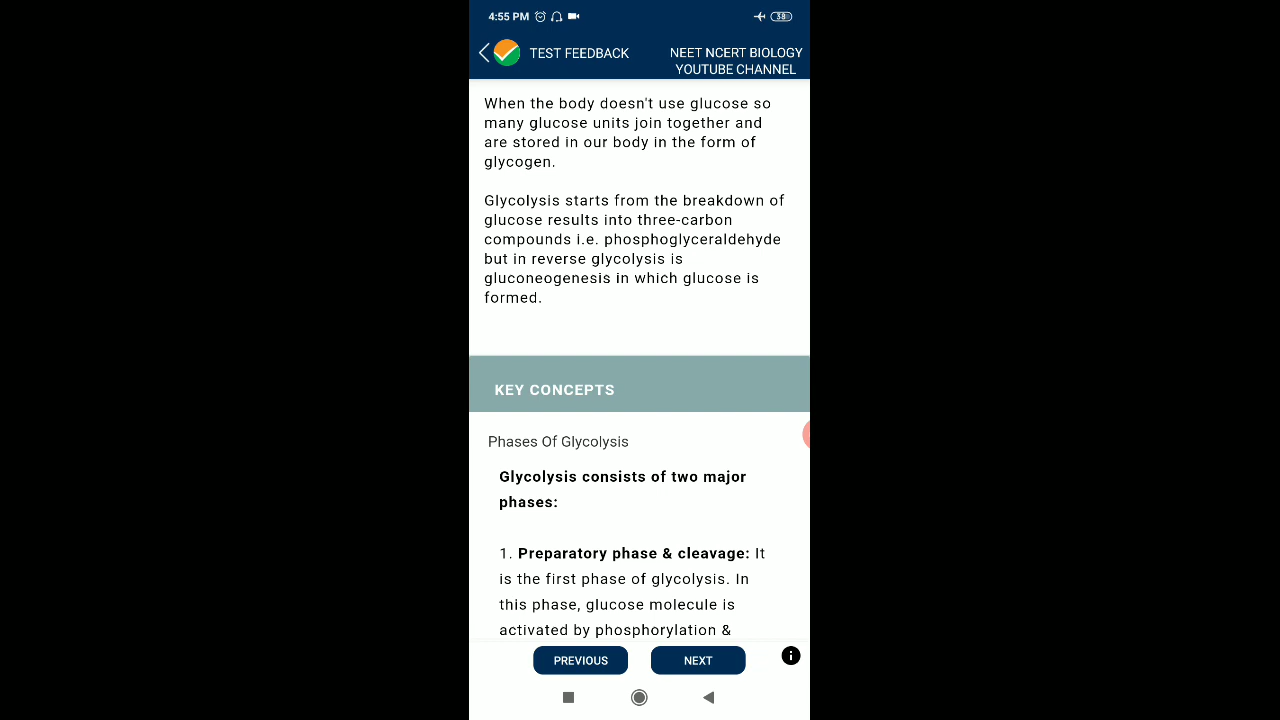 4:55 PM
38
TEST FEEDBACK
NEET NCERT BIOLOGY
YOUTUBE CHANNEL
When the body doesn't use glucose so
many glucose units join together and
are stored in our body in the form of
glycogen.
Glycolysis starts from the breakdown of
glucose results into three-carbon
compounds i.e. phosphoglyceraldehyde
but in reverse glycolysis is
gluconeogenesis in which glucose is
formed.
KEY CONCEPTS
Phases Of Glycolysis
Glycolysis consists of two major
phases:
1. Preparatory phase & cleavage: It
is the first phase of glycolysis. In
this phase, glucose molecule is
activated by phosphorylation &
PREVIOUS
NEXT